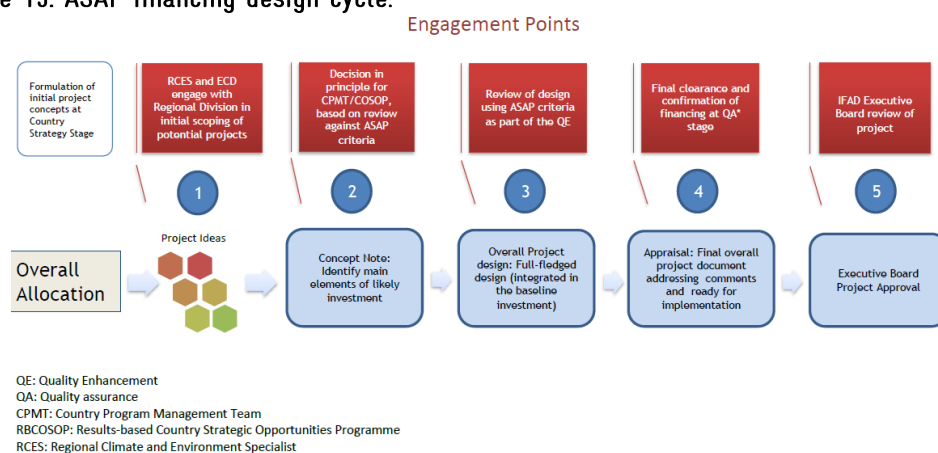 e 13. ASAP financing design cycle.
Engagement Points
Formulation of
initial project
concepts at
Country
Strategy Stage
RCES and ECD
engage with
Regional Division in
initial scoping of
potential projects
Decision in
principle for
CPMT/COSOP,
based on review
against ASAP
criteria
Review of design
using ASAP criteria
as part of the QE
Final clearance and
confirmation of
financing at QA*
stage
IFAD Executive
Board review of
project
1
2
3
4
5
Overall
Allocation
Project Ideas
Concept Note:
Identify main
elements of likely
investment
Overall Project
design: Full-fledged
design (integrated in
the baseline
investment)
Appraisal: Final overall
project document
addressing comments
and ready for
implementation
Executive Board
Project Approval
QE: Quality Enhancement
QA: Quality assurance
CPMT: Country Program Management Team
RBCOSOP: Results-based Country Strategic Opportunities Programme
RCES: Regional Climate and Environment Specialist